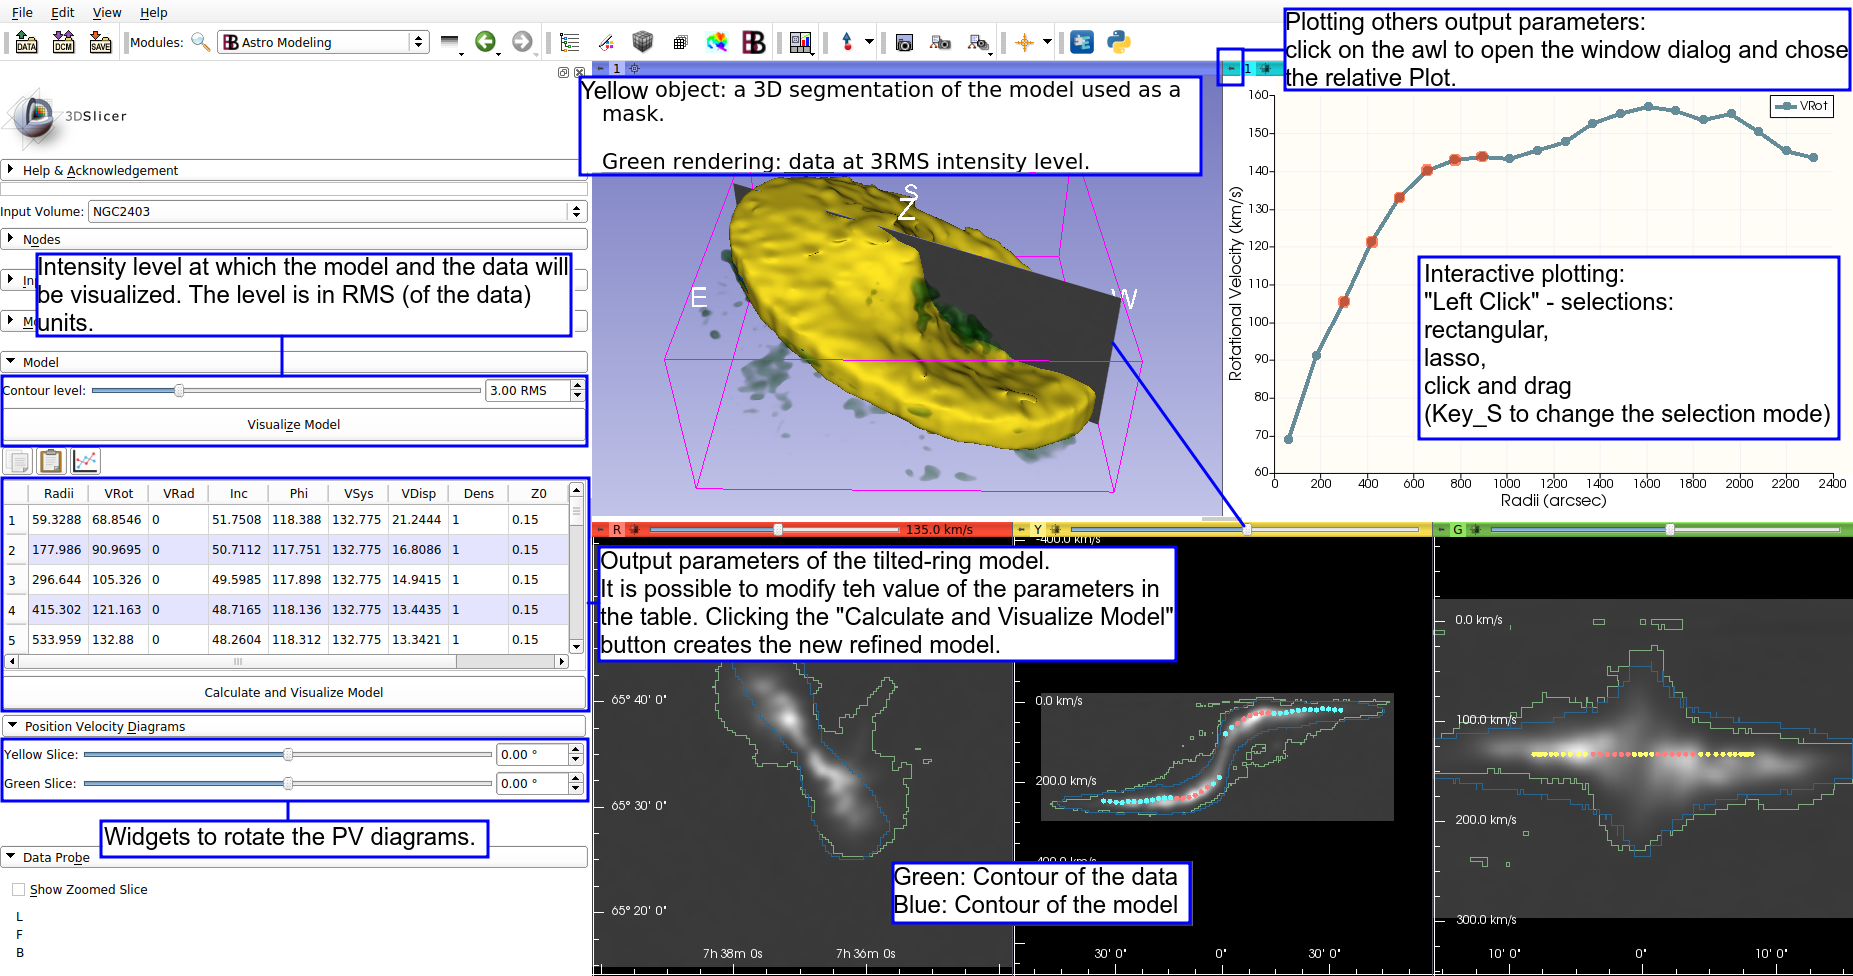 File Edit View Help
DATA DCM SAVE Modules: Astro Modeling
3DSlicer
Help & Acknowledgement
Input Volume: NGC2403
Nodes
Intensity level at which the model and the data will
be visualized. The level is in RMS (of the data)
units.
Model
Contour level: 3.00 RMS
Visualize Model
Radii VRot VRad Inc Phi VSys VDisp Dens Z0
1 59.3288 68.8546 0 51.7508 118.388 132.775 21.2444 1 0.15
2 177.986 90.9695 0 50.7112 117.751 132.775 16.8086 1 0.15
3 296.644 105.326 0 49.5985 117.898 132.775 14.9415 1 0.15
4 415.302 121.163 0 48.7165 118.136 132.775 13.4435 1 0.15
5 533.959 132.88 0 48.2604 118.312 132.775 13.3421 1 0.15
Calculate and Visualize Model
Position Velocity Diagrams
Yellow Slice: 0.00 °
Green Slice: 0.00 °
Widgets to rotate the PV diagrams.
Data Probe
Show Zoomed Slice
L
F
B
1
Yellow object: a 3D segmentation of the model used as a
mask.
Green rendering: data at 3RMS intensity level.
S
Z
E
W
1
Plotting others output parameters:
click on the awl to open the window dialog and chose
the relative Plot.
VRot
160
150
140
130
120
110
100
90
80
70
60
Rotational Velocity (km/s)
0 200 400 600 800 1000 1200 1400 1600 1800 2000 2200 2400
Radii (arcsec)
Interactive plotting:
"Left Click" - selections:
rectangular,
lasso,
click and drag
(Key_S to change the selection mode)
R 135.0 km/s
Y
G
Output parameters of the tilted-ring model.
It is possible to modify teh value of the parameters in
the table. Clicking the "Calculate and Visualize Model"
button creates the new refined model.
65° 40' 0"
65° 30' 0"
65° 20' 0"
7h 38m 0s 7h 36m 0s
-400.0 km/s
0.0 km/s
200.0 km/s
400.0 km/s
30' 0" 0" 30' 0"
Green: Contour of the data
Blue: Contour of the model
0.0 km/s
100.0 km/s
200.0 km/s
300.0 km/s
10' 0" 0" 10' 0"